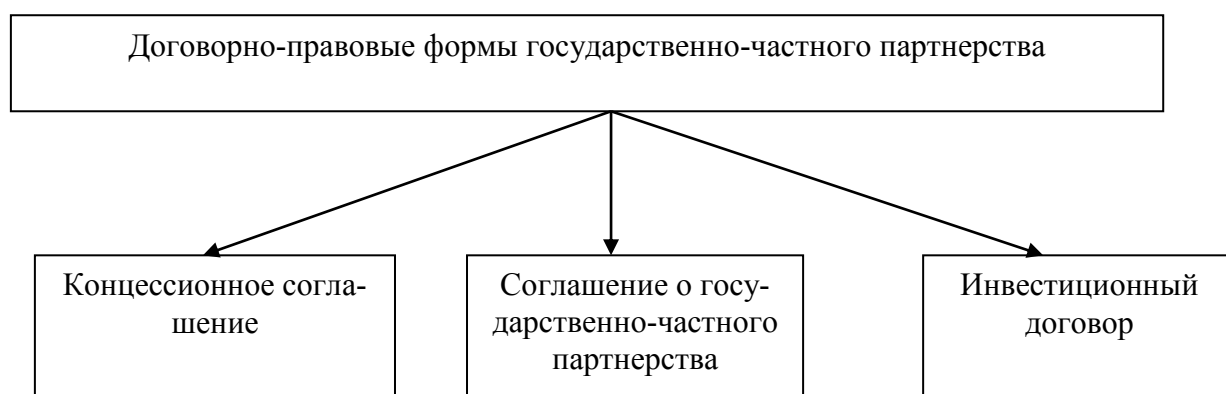 Договорно-правовые формы государственно-частного партнерства
Концессионное согла-
шение
Соглашение о госу-
дарственно-частного
партнерства
Инвестиционный
договор